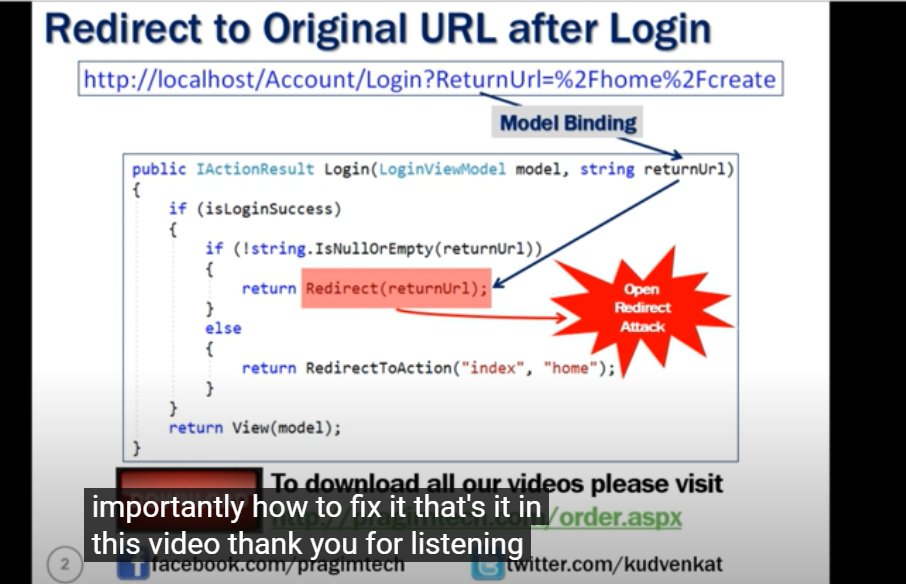 Redirect to Original URL after Login
http://localhost/Account/Login?ReturnUrl=%2Fhome%2Fcreate
Model Binding
public IActionResult Login(LoginViewModel model, string returnUrl)
{
if (isLoginSuccess)
{
if (!string.IsNullOrEmpty(returnUrl))
{
return Redirect(returnUrl);
}
else
{
return RedirectToAction("index", "home");
}
}
return View(model);
}
Open
Redirect
Attack
To download all our videos please visit
http://pragimtech.com/order.aspx
importantly how to fix it that's it in
this video thank you for listening
2
facebook.com/pragimtech
twitter.com/kudvenkat